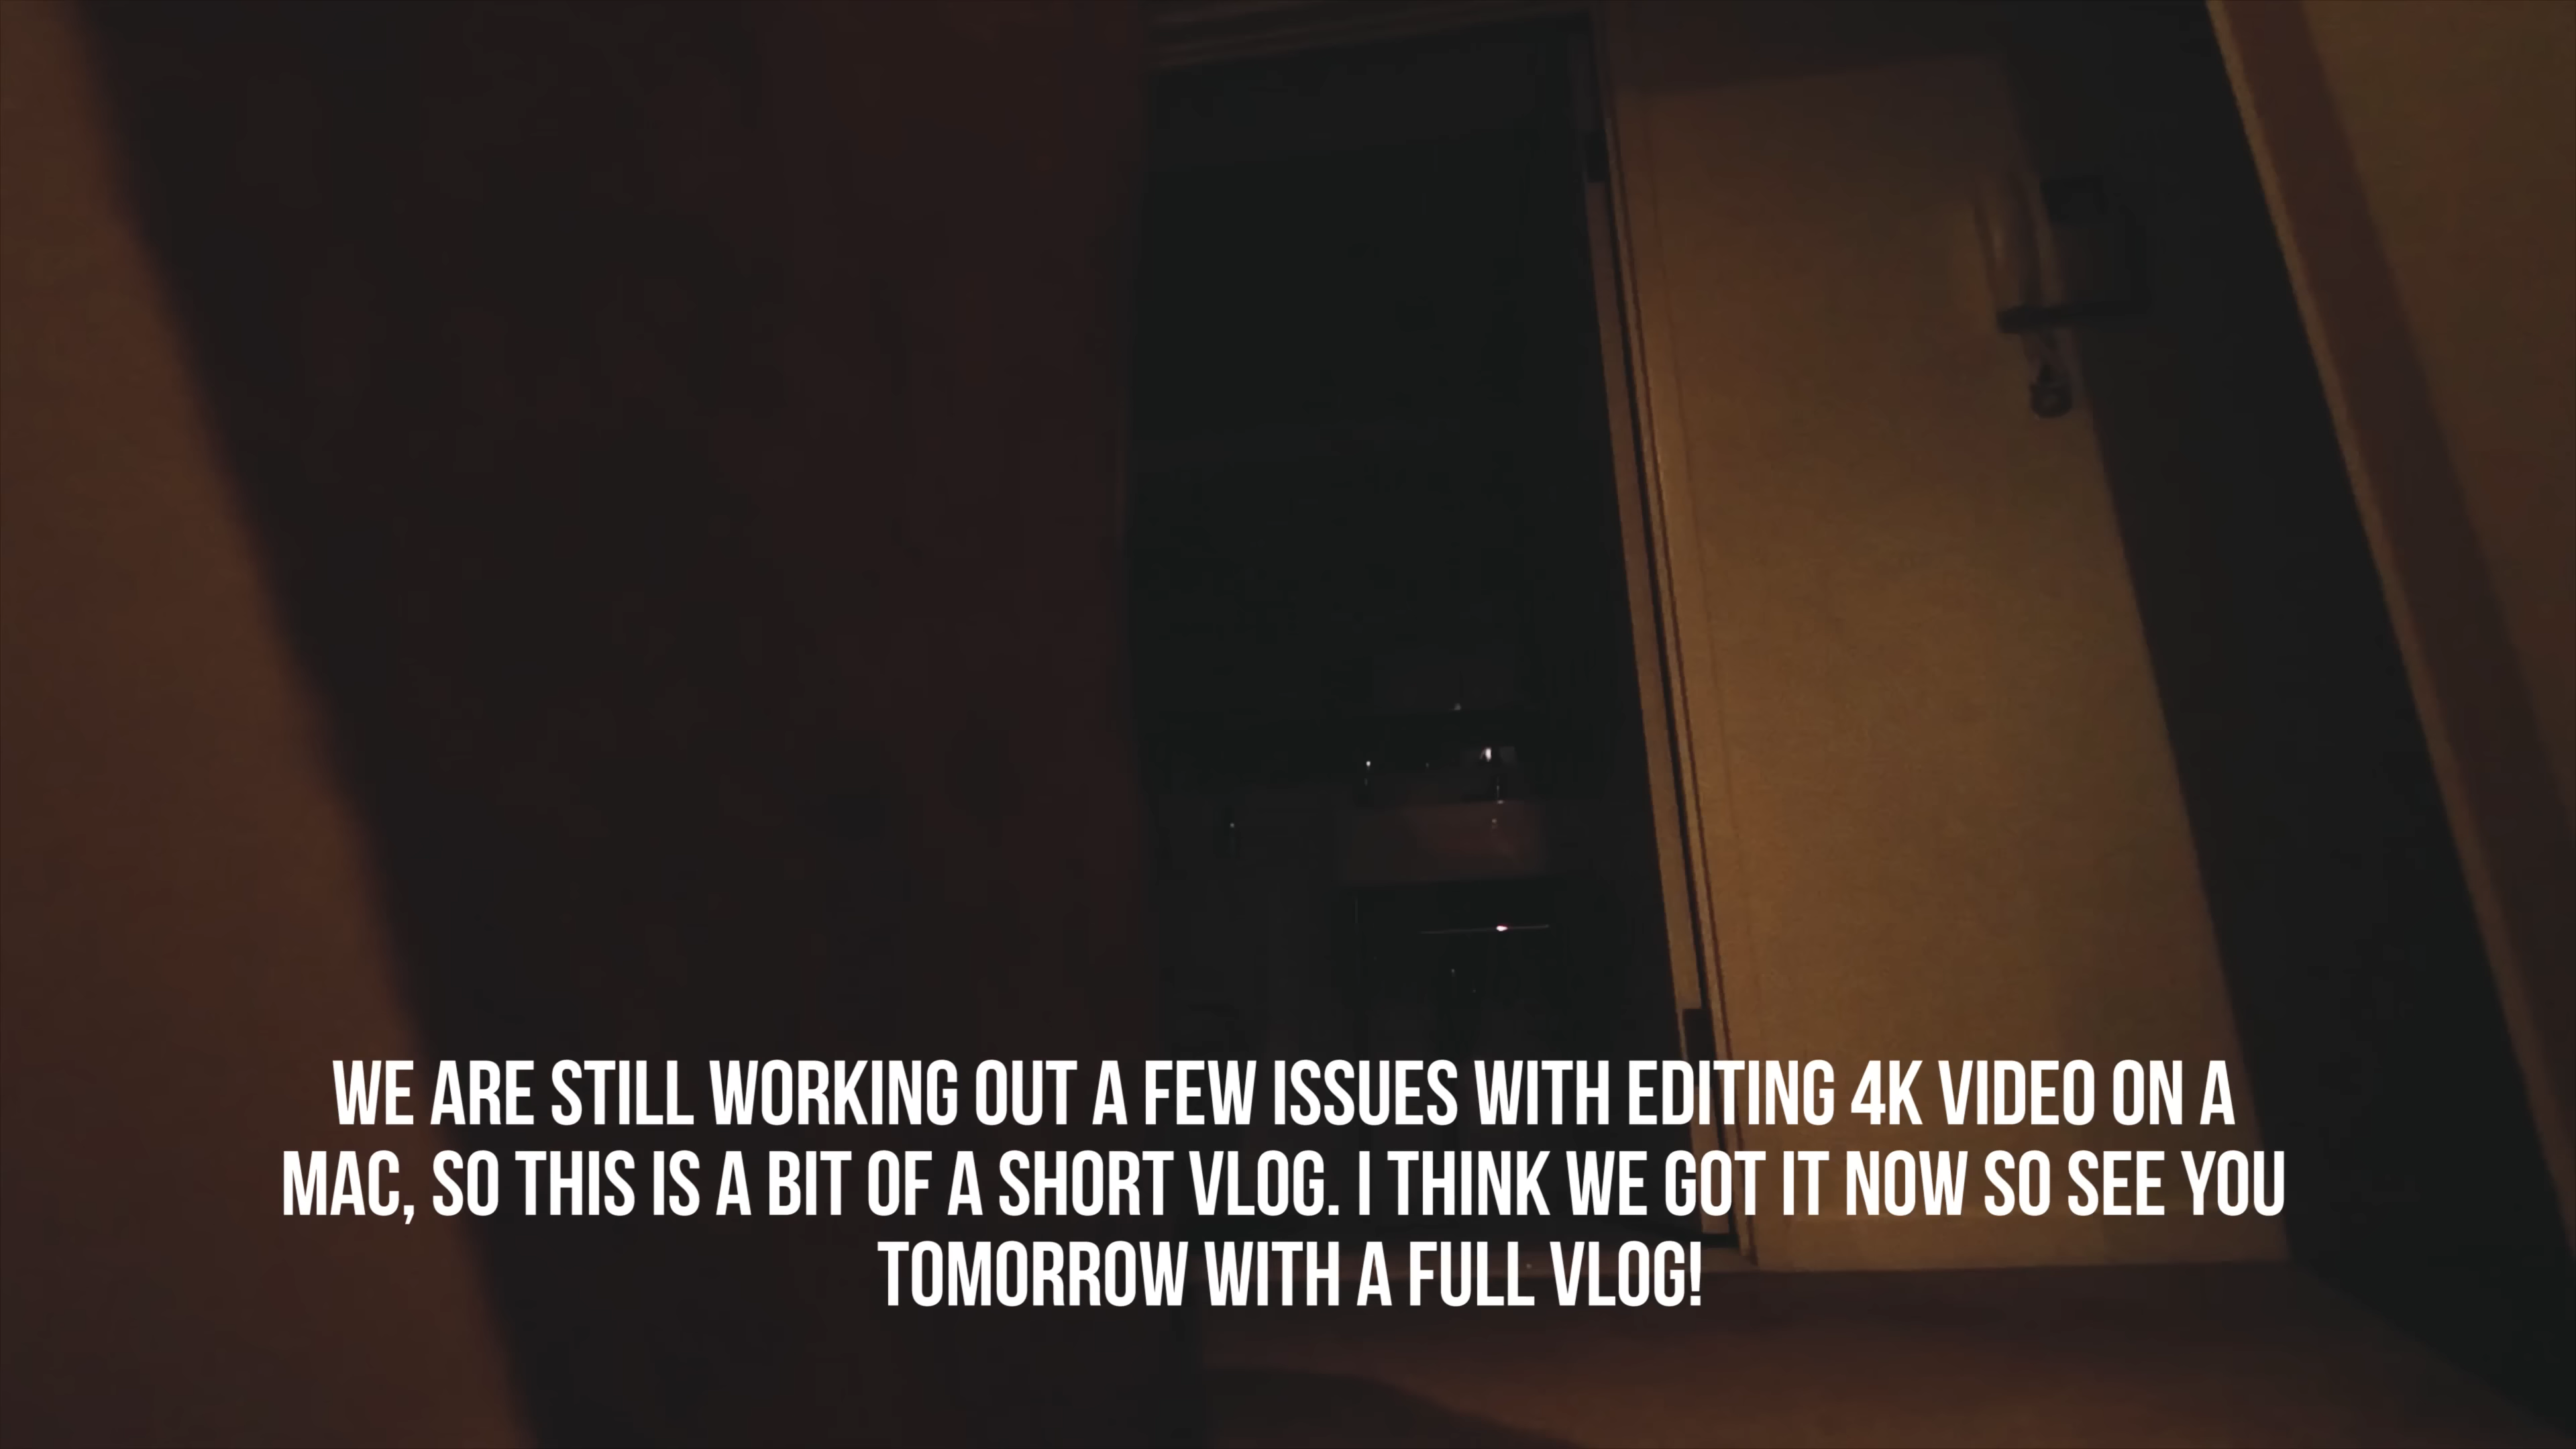 WE ARE STILL WORKING OUT A FEW ISSUES WITH EDITING 4K VIDEO ON A
MAC, SO THIS IS A BIT OF A SHORT VLOG. I THINK WE GOT IT NOW SO SEE YOU
TOMORROW WITH A FULL VLOG!